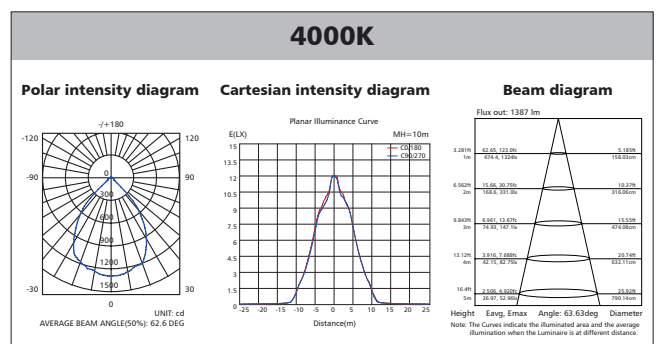 4000K
Polar intensity diagram
Cartesian intensity diagram
Beam diagram
-/+180
-120
120
-90
90
-30
30
0
0
300
600
900
1200
1500
UNIT: cd
AVERAGE BEAM ANGLE(50%): 62.6 DEG
Planar Illuminance Curve
E(LX)
MH=10m
C0/180
C90/270
15
13.5
12
10.5
9
7.5
6
4.5
3
1.5
0
-25 -20 -15 -10 -5 0 5 10 15 20 25
Distance(m)
Flux out: 1387 lm
3.281ft 62.65, 123.0fc 5.185ft
1m 674.4, 1324lx 158.03cm
6.562ft 15.66, 30.75fc 10.37ft
2m 168.6, 331.0lx 316.06cm
9.843ft 6.961, 13.67fc 15.55ft
3m 74.93, 147.1lx 474.08cm
13.12ft 3.916, 7.688fc 20.74ft
4m 42.15, 82.75lx 632.11cm
16.4ft 2.506, 4.920fc 25.92ft
5m 26.97, 52.96lx 790.14cm
Height Eavg, Emax Angle: 63.63deg Diameter
Note: The Curves indicate the illuminated area and the average
illumination when the Luminaire is at different distance.